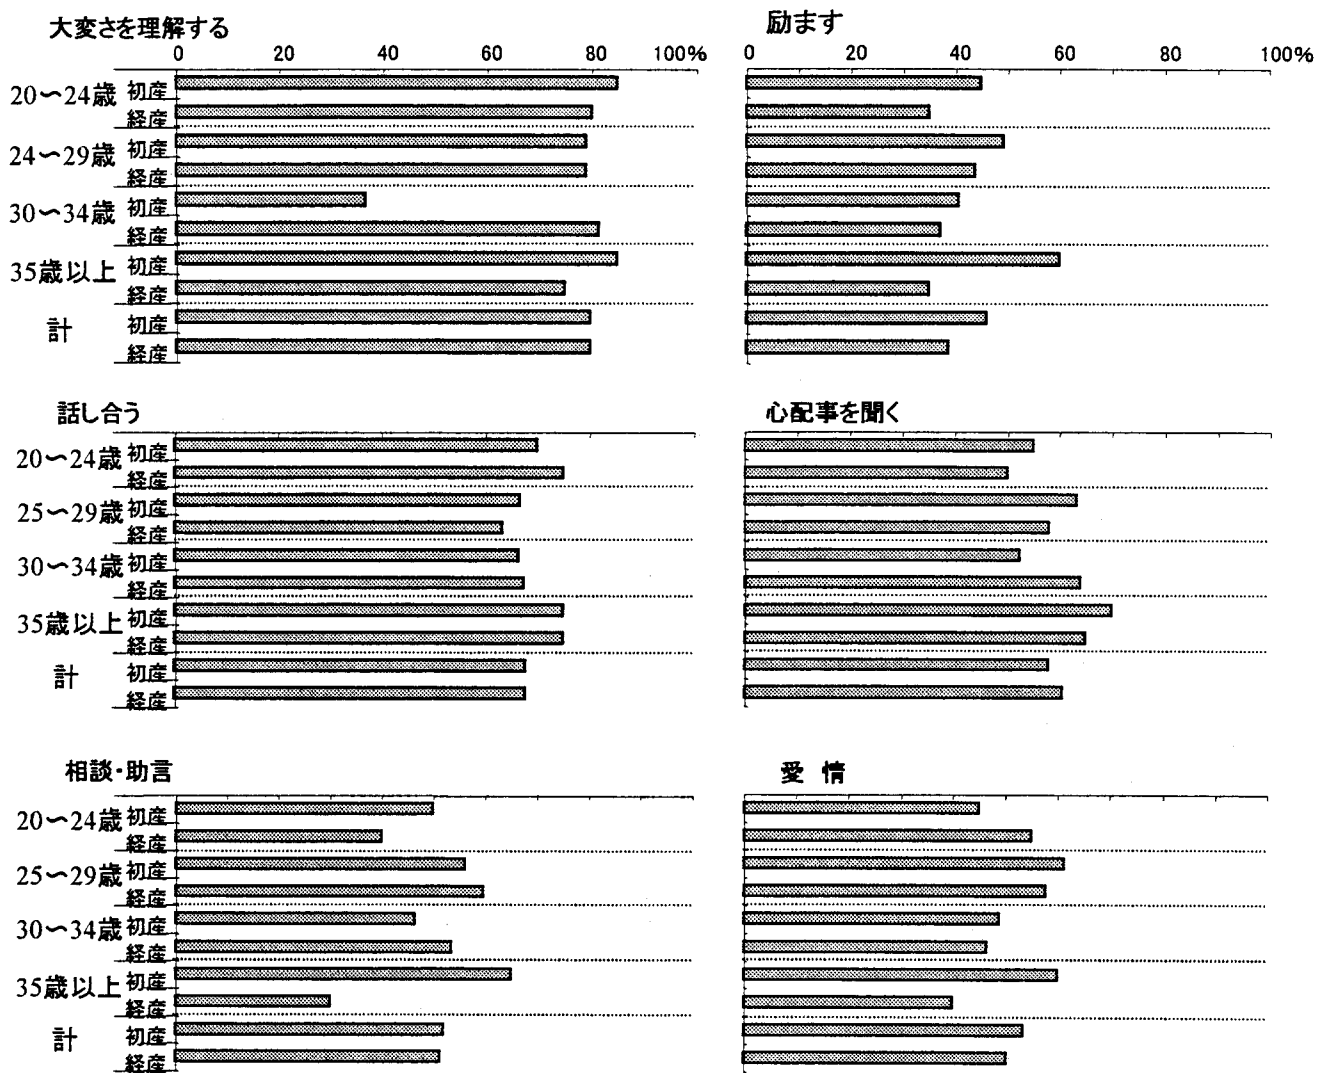 大変さを理解する
0 20 40 60 80 100%
20〜24歳 初産
経産
24〜29歳 初産
経産
30〜34歳 初産
経産
35歳以上 初産
経産
計 初産
経産
励ます
0 20 40 60 80 100%
話し合う
20〜24歳 初産
経産
25〜29歳 初産
経産
30〜34歳 初産
経産
35歳以上 初産
経産
計 初産
経産
心配事を聞く
相談・助言
20〜24歳 初産
経産
25〜29歳 初産
経産
30〜34歳 初産
経産
35歳以上 初産
経産
計 初産
経産
愛 情